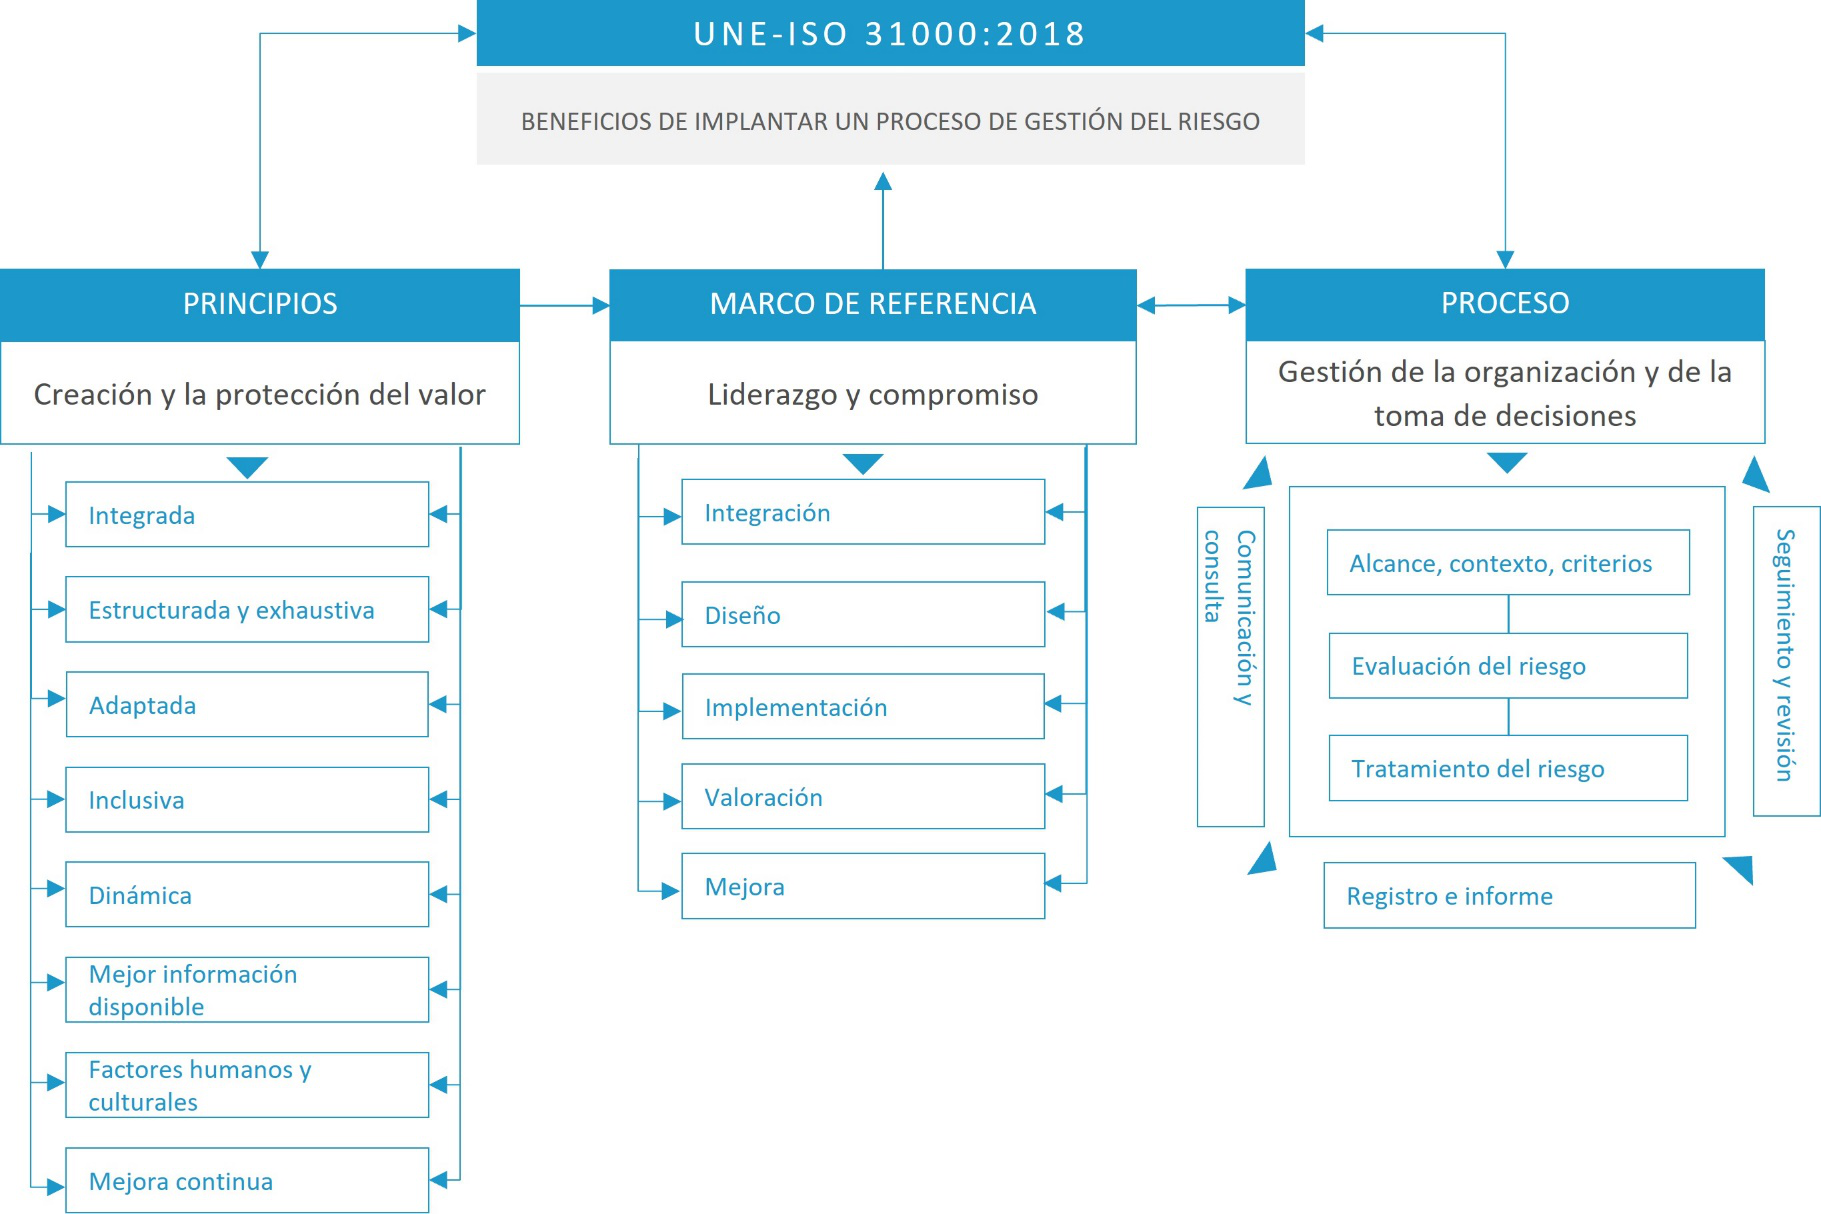 UNE-ISO 31000:2018
BENEFICIOS DE IMPLANTAR UN PROCESO DE GESTIÓN DEL RIESGO
PRINCIPIOS
Creación y la protección del valor
Integrada
Estructurada y exhaustiva
Adaptada
Inclusiva
Dinámica
Mejor información
disponible
Factores humanos y
culturales
Mejora continua
MARCO DE REFERENCIA
Liderazgo y compromiso
Integración
Diseño
Implementación
Valoración
Mejora
PROCESO
Gestión de la organización y de la
toma de decisiones
Comunicación y
consulta
Alcance, contexto, criterios
Evaluación del riesgo
Tratamiento del riesgo
Seguimiento y revisión
Registro e informe